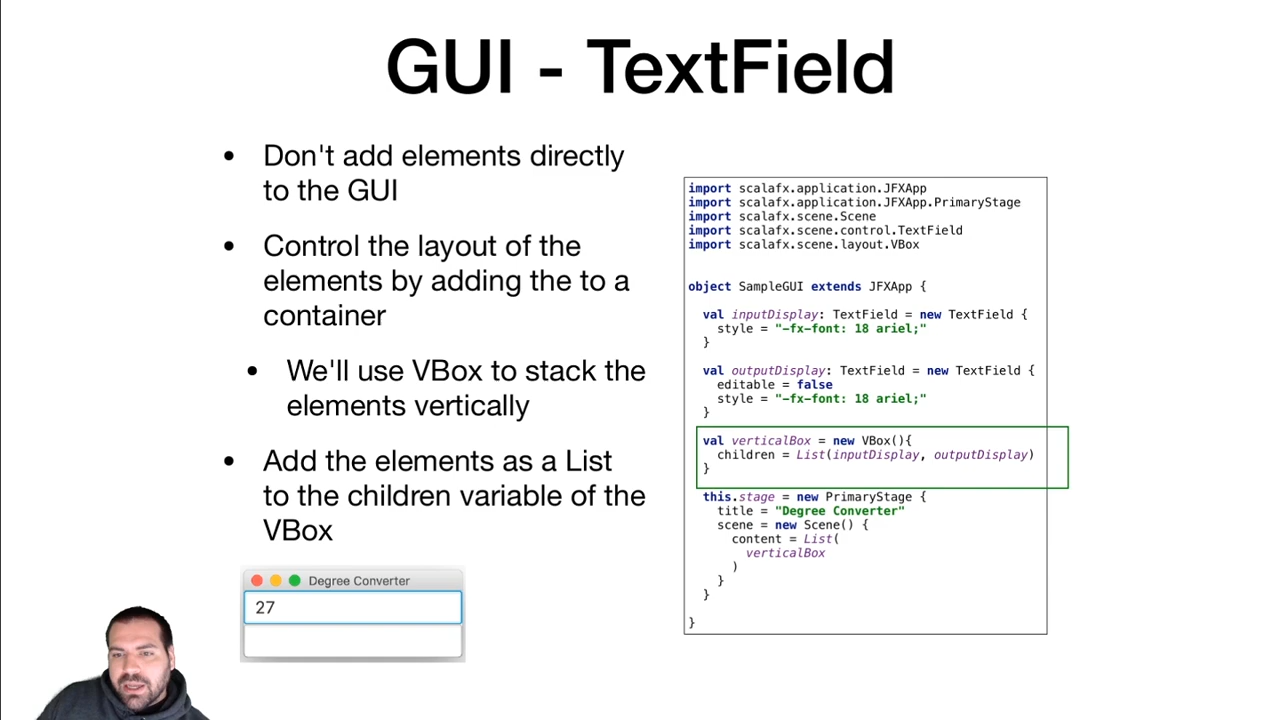 GUI - TextField
• Don't add elements directly
to the GUI
• Control the layout of the
elements by adding the to a
container
• We'll use VBox to stack the
elements vertically
• Add the elements as a List
to the children variable of the
VBox
Degree Converter
27
import scalafx.application.JFXApp
import scalafx.application.JFXApp.PrimaryStage
import scalafx.scene.Scene
import scalafx.scene.control.TextField
import scalafx.scene.layout.VBox
object SampleGUI extends JFXApp {
val inputDisplay: TextField = new TextField {
style = "-fx-font: 18 ariel;"
}
val outputDisplay: TextField = new TextField {
editable = false
style = "-fx-font: 18 ariel;"
}
val verticalBox = new VBox(){
children = List(inputDisplay, outputDisplay)
}
this.stage = new PrimaryStage {
title = "Degree Converter"
scene = new Scene() {
content = List(
verticalBox
)
}
}
}